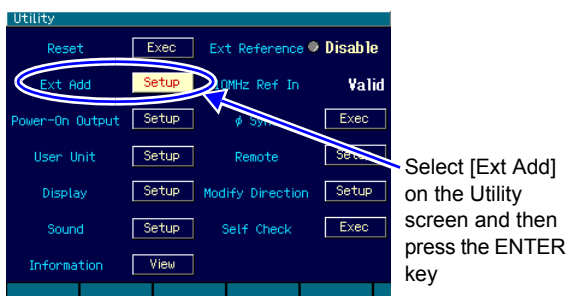 Utility
Reset Exec Ext Reference Disable
Ext Add Setup 10MHz Ref In Valid
Power-On Output Setup φ Sync Exec
User Unit Setup Remote Setup
Display Setup Modify Direction Setup
Sound Setup Self Check Exec
Information View
Select [Ext Add]
on the Utility
screen and then
press the ENTER
key